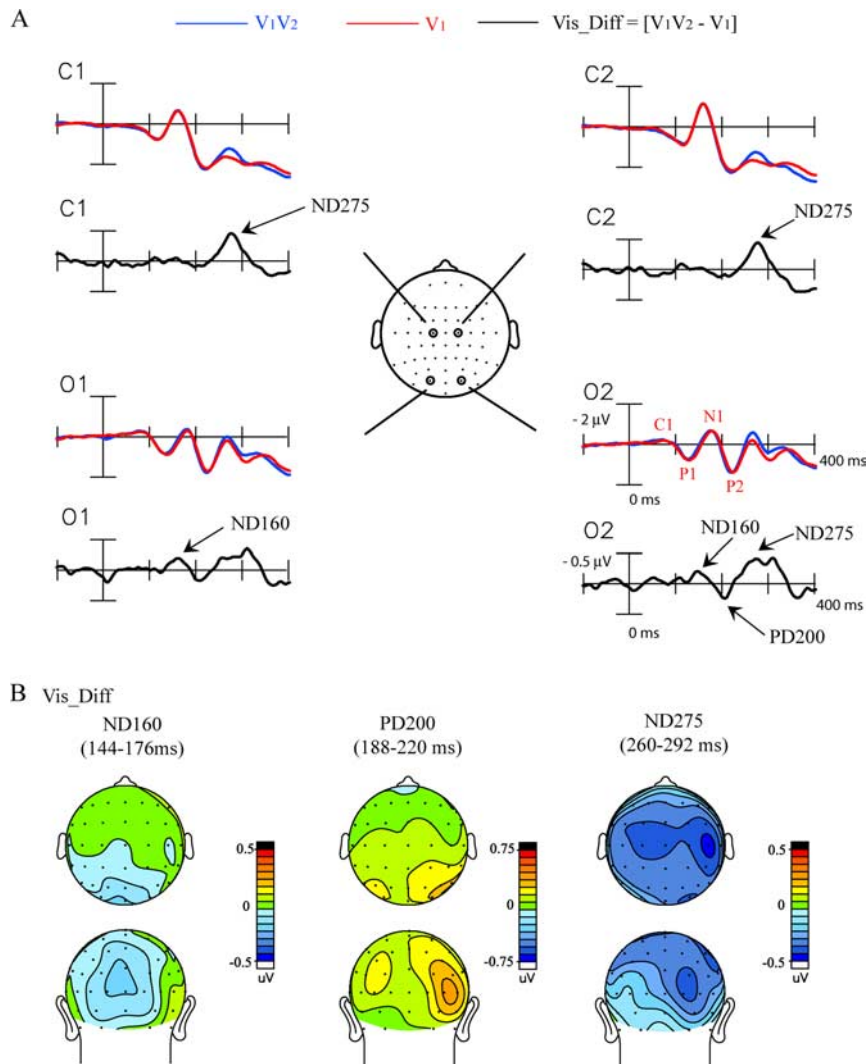 A
V1V2 V1 Vis_Diff = [V1V2 - V1]
C1 C2
C1 ND275 C2 ND275
O1 O2
- 2 µV C1 N1
P1 P2 400 ms
0 ms
O1 ND160 O2 ND160 ND275
- 0.5 µV
400 ms
0 ms PD200
B Vis_Diff
ND160 PD200 ND275
(144-176ms) (188-220 ms) (260-292 ms)
0.5 0.75 0.5
0 0 0
-0.5 -0.75 -0.5
uV uV uV